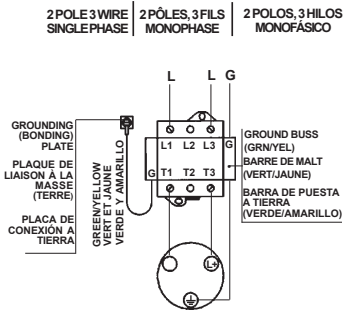 2 POLE 3 WIRE
SINGLE PHASE
2 PÔLES, 3 FILS
MONOPHASE
2 POLOS, 3 HILOS
MONOFÁSICO
L
L
G
GROUNDING
(BONDING)
PLATE
PLAQUE DE
LIAISON À LA
MASSE
(TERRE)
PLACA DE
CONEXIÓN A
TIERRA
GREEN/YELLOW
VERT ET JAUNE
VERDE Y AMARILLO
L1 L2 L3
G
G
T1 T2 T3
GROUND BUSS
(GRN/YEL)
BARRE DE MALT
(VERT/JAUNE)
BARRA DE PUESTA
A TIERRA
(VERDE/AMARILLO)
L+
G